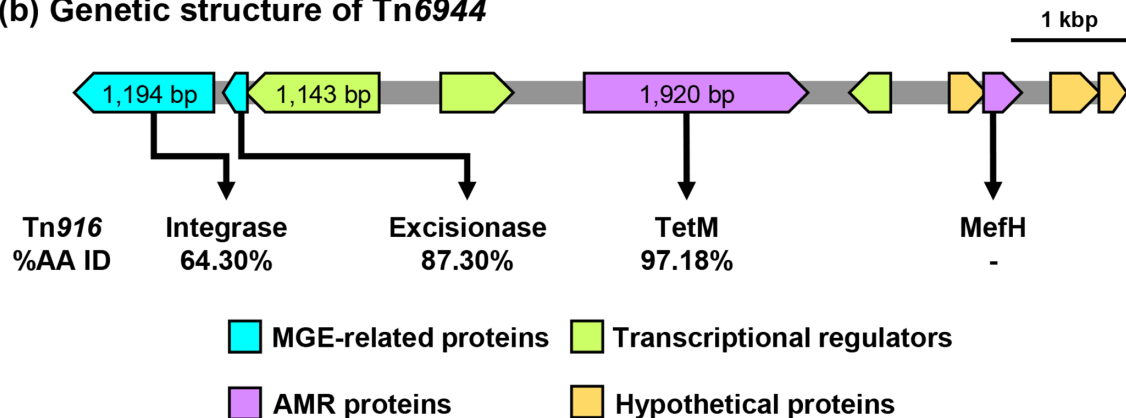 (b) Genetic structure of Tn6944
1 kbp
1,194 bp 1,143 bp 1,920 bp
Tn916 Integrase Excisionase TetM MefH
%AA ID 64.30% 87.30% 97.18% -
MGE-related proteins Transcriptional regulators
AMR proteins Hypothetical proteins